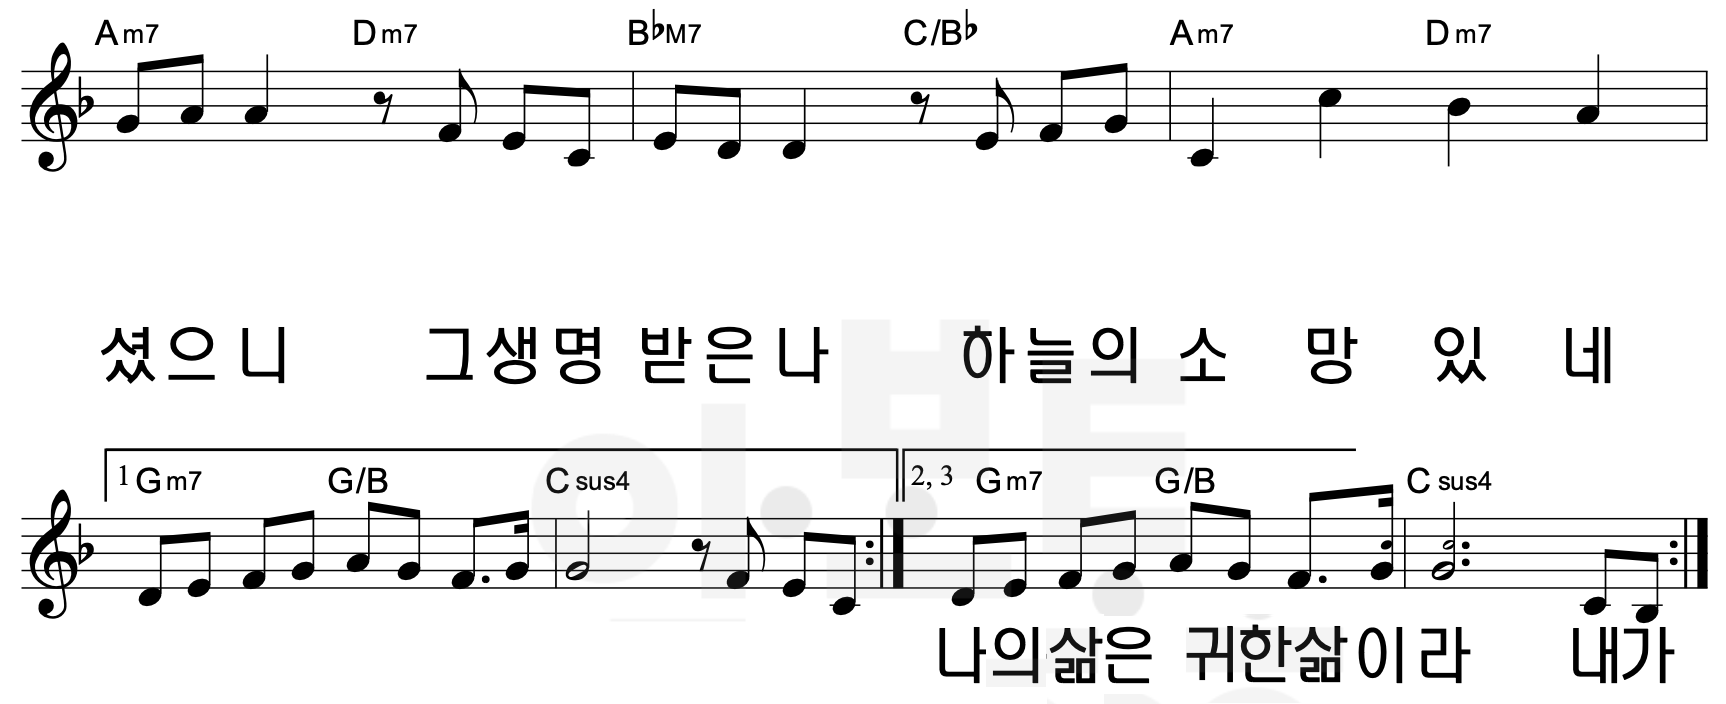 Am7 Dm7 B♭M7 C/B♭ Am7 Dm7
셨으니 그생명 받은나 하늘의 소 망 있 네
1 Gm7 G/B Csus4 2, 3 Gm7 G/B Csus4
나의삶은 귀한삶이라 내가